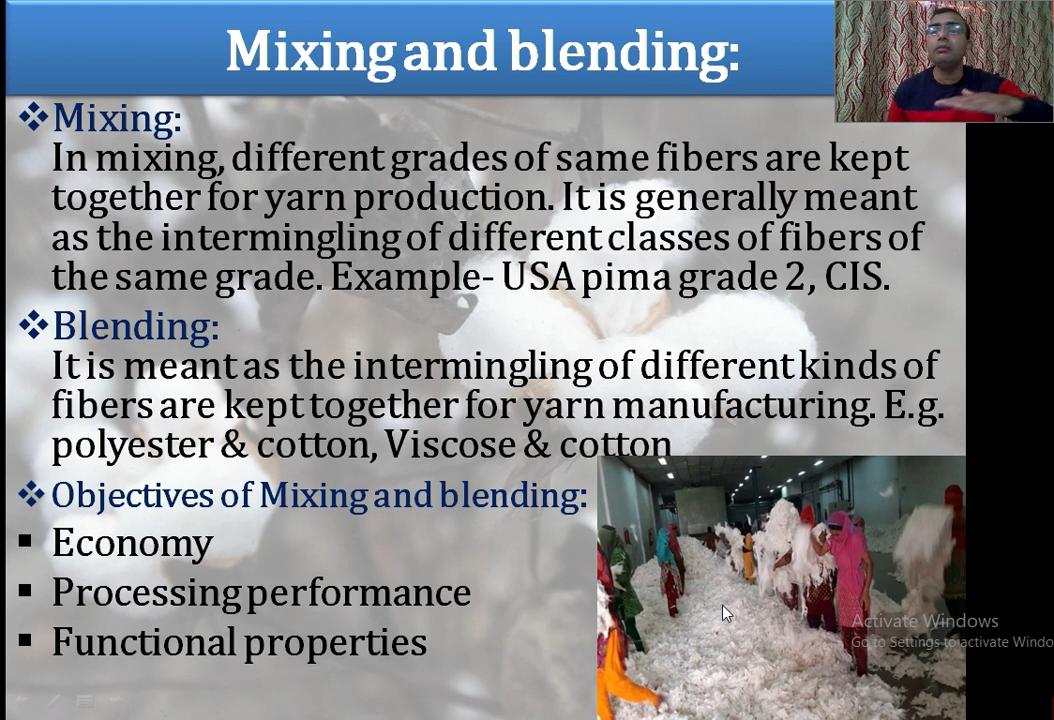 Mixing and blending:
❖Mixing:
In mixing, different grades of same fibers are kept
together for yarn production. It is generally meant
as the intermingling of different classes of fibers of
the same grade. Example- USA pima grade 2, CIS.
❖Blending:
It is meant as the intermingling of different kinds of
fibers are kept together for yarn manufacturing. E.g.
polyester & cotton, Viscose & cotton
❖Objectives of Mixing and blending:
▪ Economy
▪ Processing performance
▪ Functional properties
Activate Windows
Go to Settings to activate Windo